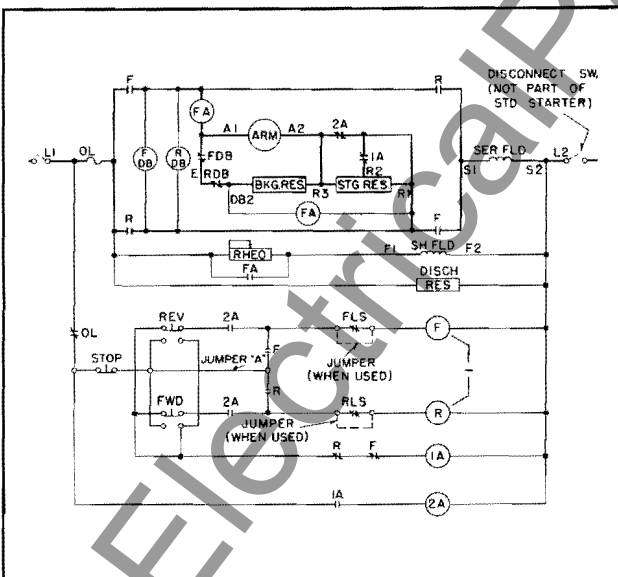 F
R
DISCONNECT SW.
(NOT PART OF
STD STARTER)
FA
L1
OL
F
DB
R
DB
A1
ARM
A2
2A
SER FLD
L2
S1
S2
FDB
1A
E
RDB
R2
BKG.RES
STG RES
DB2
R3
R1
FA
R
F
RHEO
F1
SH FLD
F2
FA
DISCH
RES
OL
REV
2A
FLS
F
STOP
JUMPER "A"
F
JUMPER
(WHEN USED)
R
FWD
2A
RLS
R
JUMPER
(WHEN USED)
R
F
1A
1A
2A
ElectricalP